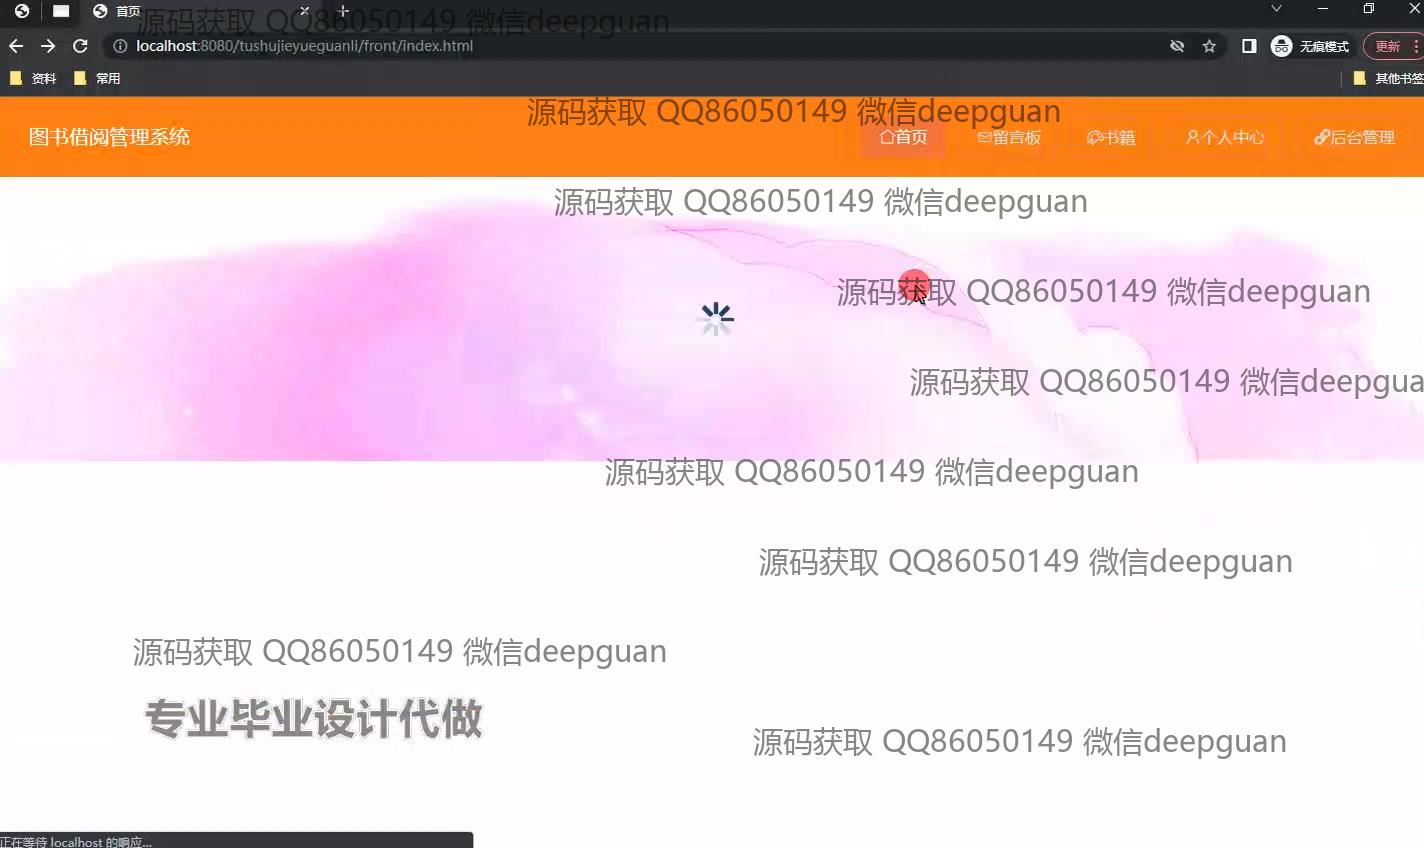 首页
源码获取 QQ86050149 微信deepguan
localhost:8080/tushujieyueguanli/front/index.html
无痕模式
更新
资料
常用
其他书签
源码获取 QQ86050149 微信deepguan
图书借阅管理系统
首页
留言板
书籍
个人中心
后台管理
源码获取 QQ86050149 微信deepguan
源码获取 QQ86050149 微信deepguan
源码获取 QQ86050149 微信deepgua
源码获取 QQ86050149 微信deepguan
源码获取 QQ86050149 微信deepguan
源码获取 QQ86050149 微信deepguan
专业毕业设计代做
源码获取 QQ86050149 微信deepguan
正在等待 localhost 的响应...